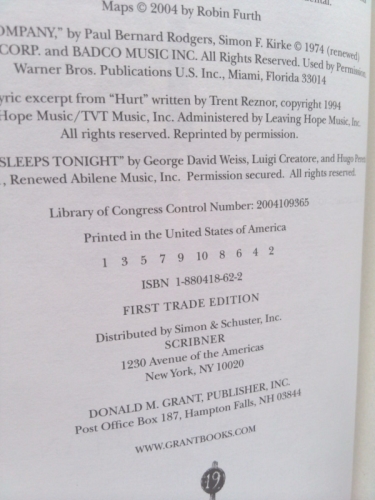 Maps © 2004 by Robin Furth
OMPANY," by Paul Bernard Rodgers, Simon F. Kirke © 1974 (renewed)
CORP. and BADCO MUSIC INC. All Rights Reserved. Used by Permission
Warner Bros. Publications U.S. Inc., Miami, Florida 33014
yric excerpt from "Hurt" written by Trent Reznor, copyright 1994
Hope Music/TVT Music, Inc. Administered by Leaving Hope Music, Inc.
All rights reserved. Reprinted by permission.
SLEEPS TONIGHT" by George David Weiss, Luigi Creatore, and Hugo
., Renewed Abilene Music, Inc. Permission secured. All rights reserved.
Library of Congress Control Number: 2004109365
Printed in the United States of America
1 3 5 7 9 10 8 6 4 2
ISBN 1-880418-62-2
FIRST TRADE EDITION
Distributed by Simon & Schuster, Inc.
SCRIBNER
1230 Avenue of the Americas
New York, NY 10020
DONALD M. GRANT, PUBLISHER, INC.
Post Office Box 187, Hampton Falls, NH 03844
WWW.GRANTBOOKS.COM
19